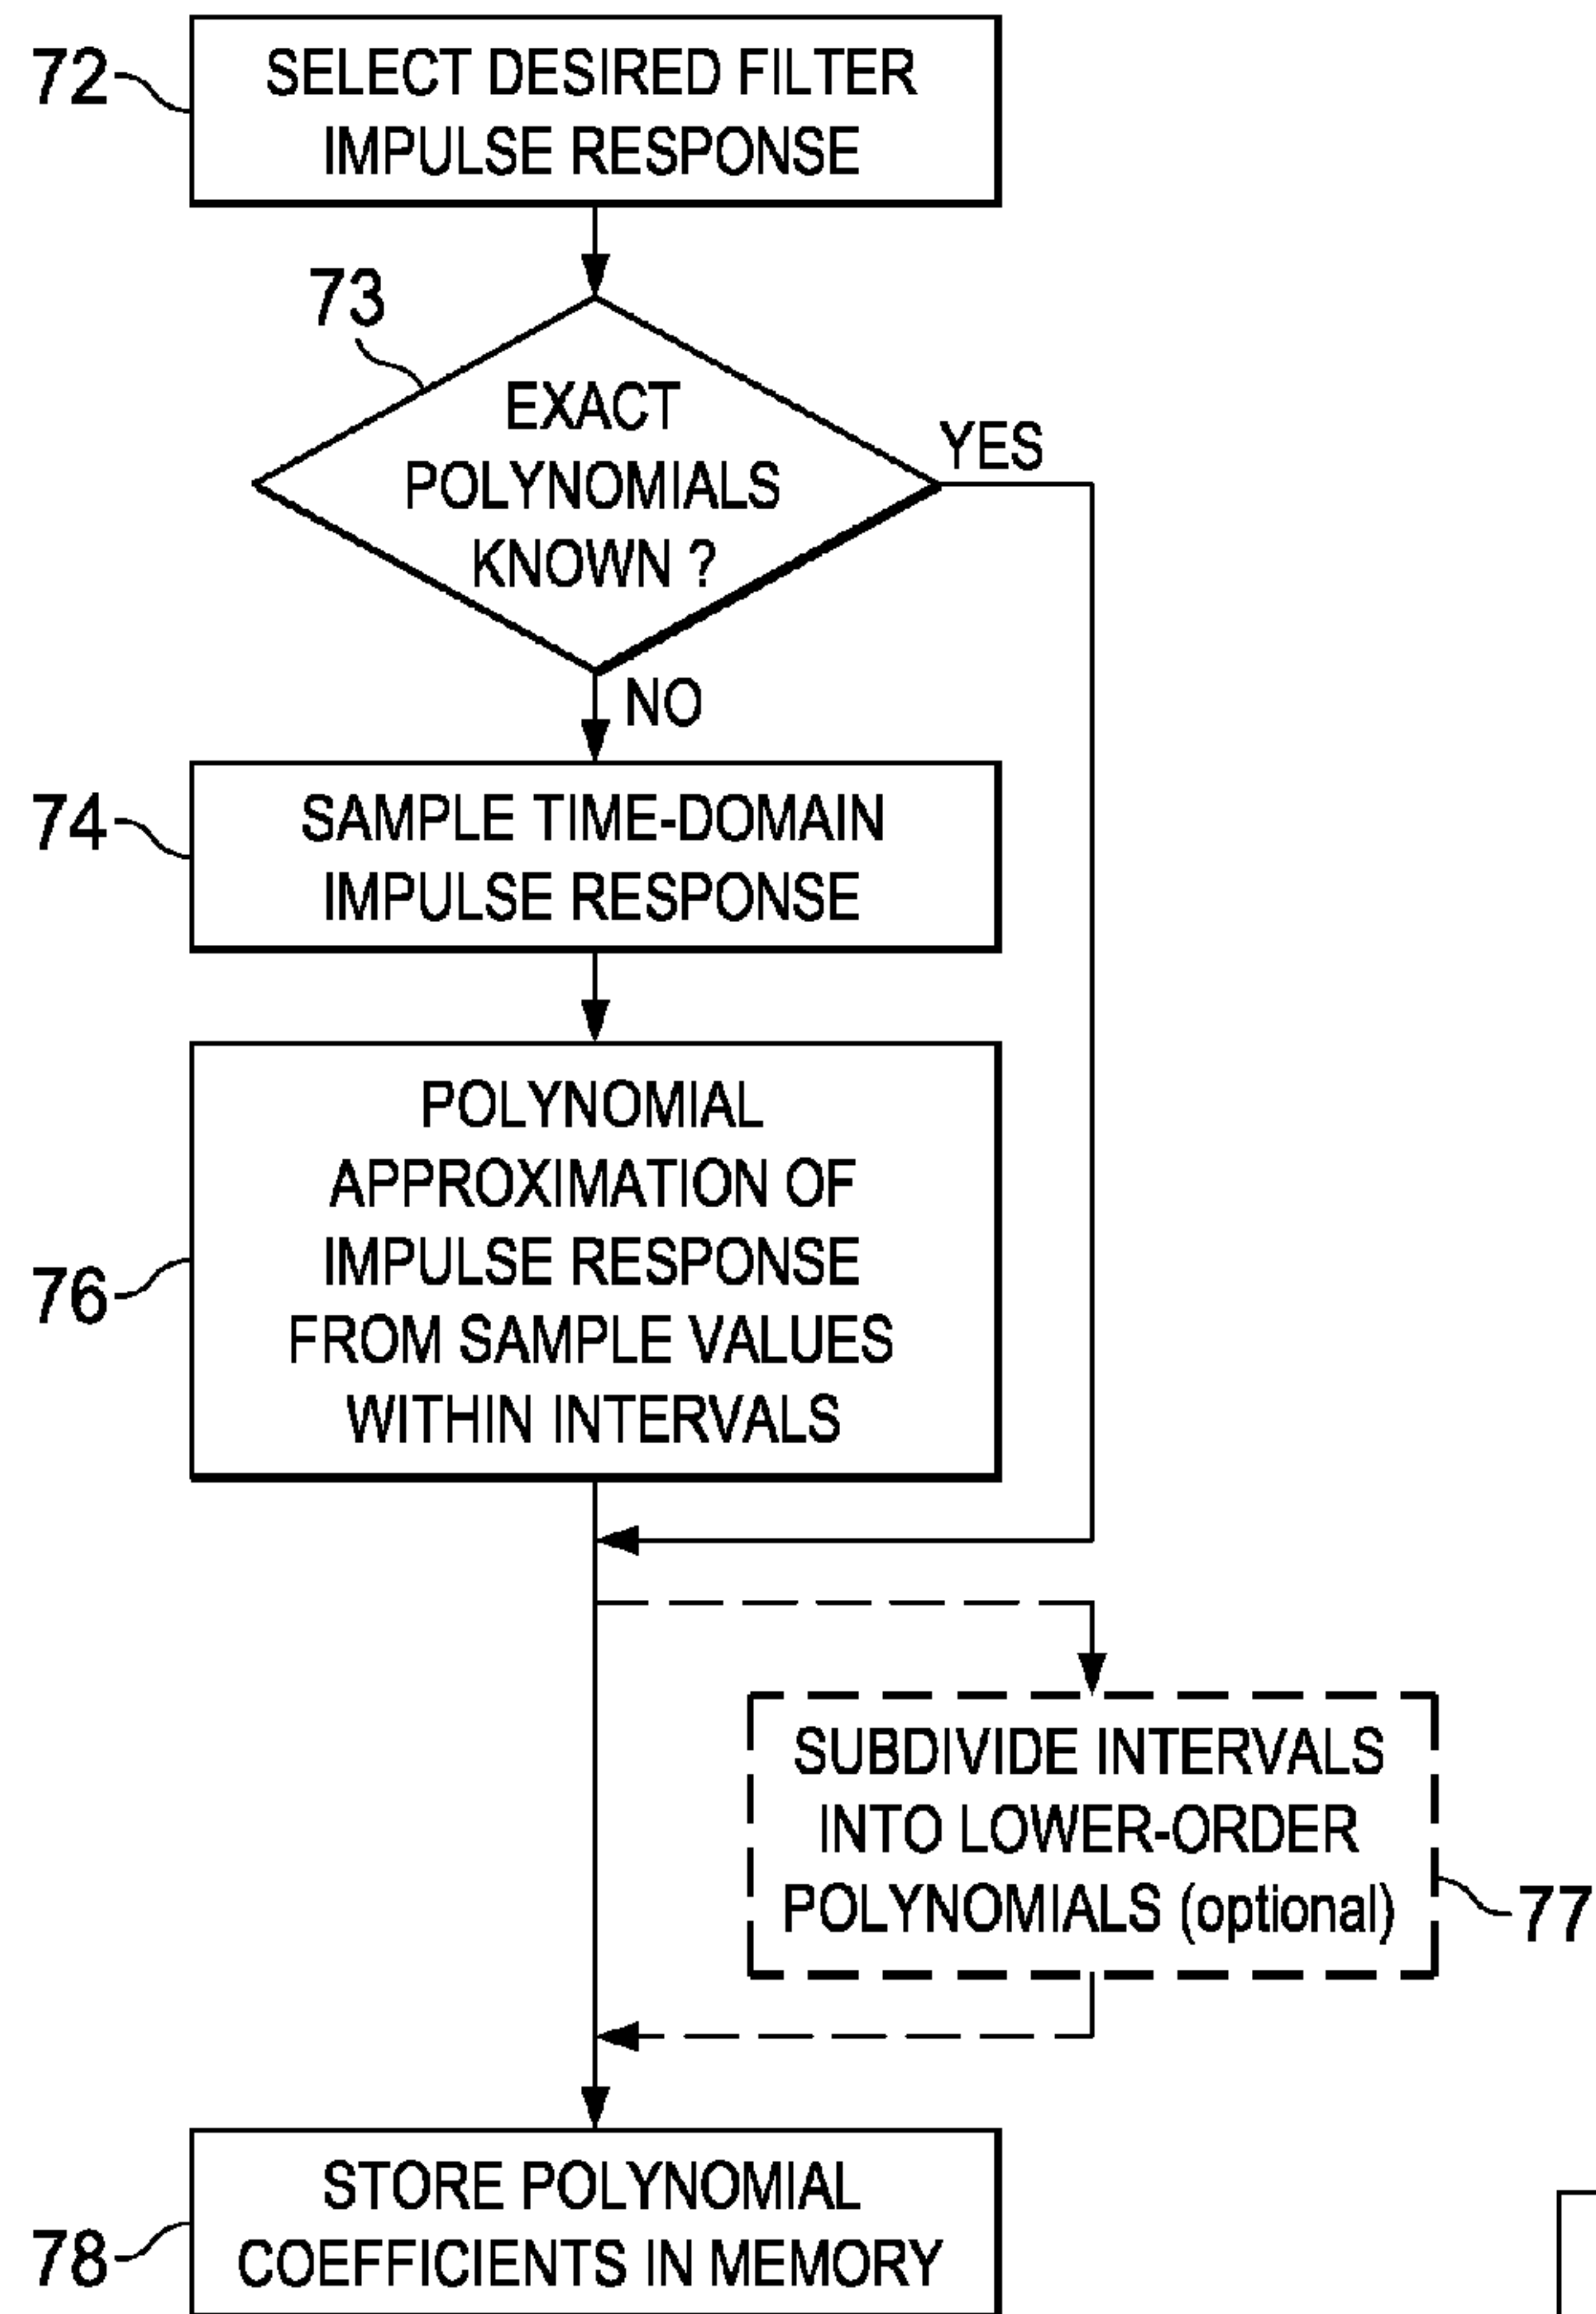 72
SELECT DESIRED FILTER
IMPULSE RESPONSE
73
EXACT
POLYNOMIALS
KNOWN ?
YES
NO
74
SAMPLE TIME-DOMAIN
IMPULSE RESPONSE
76
POLYNOMIAL
APPROXIMATION OF
IMPULSE RESPONSE
FROM SAMPLE VALUES
WITHIN INTERVALS
SUBDIVIDE INTERVALS
INTO LOWER-ORDER
POLYNOMIALS (optional)
77
78
STORE POLYNOMIAL
COEFFICIENTS IN MEMORY